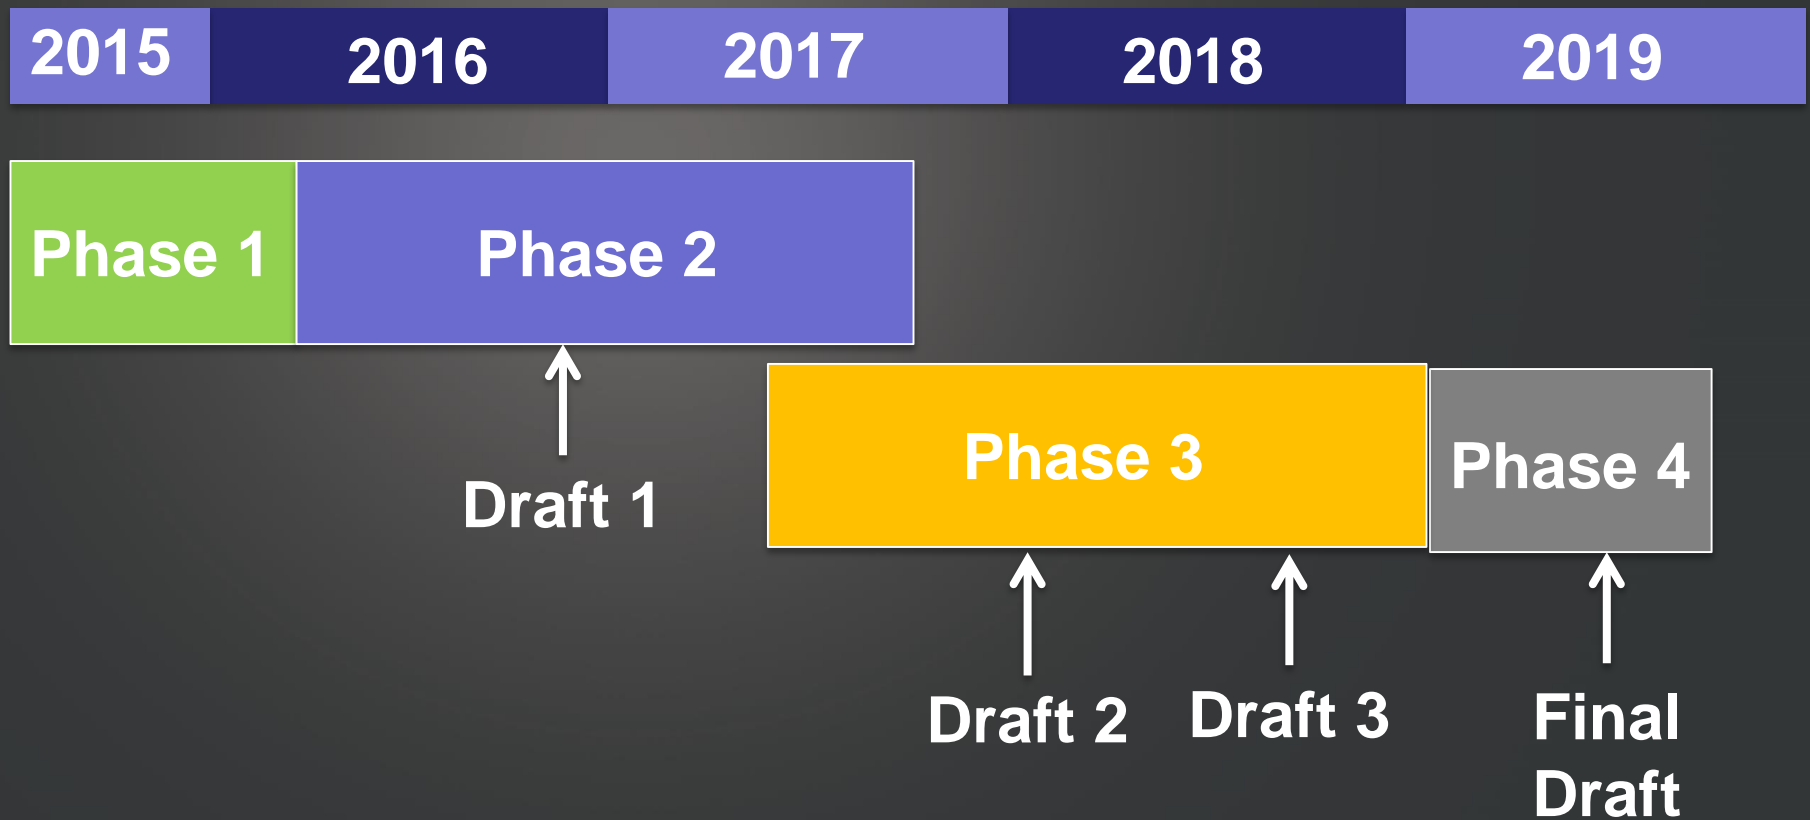 2015 2016 2017 2018 2019
Phase 1 Phase 2
Phase 3 Phase 4
Draft 1
Draft 2 Draft 3 Final
Draft